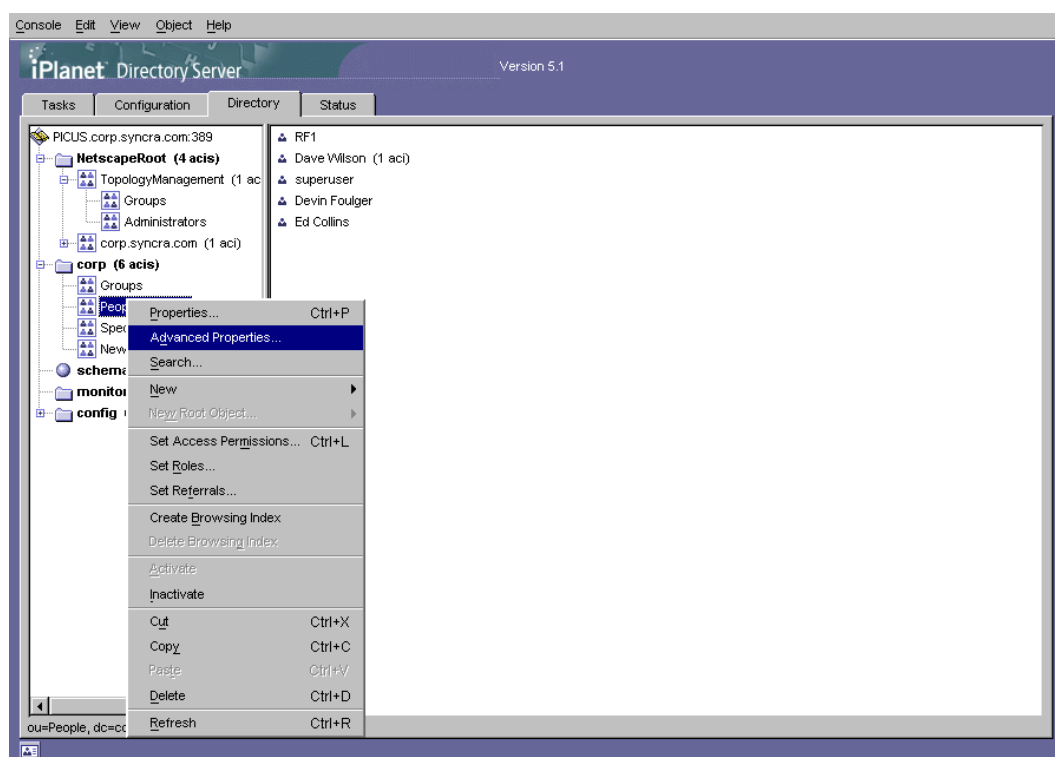 Console Edit View Object Help
iPlanet Directory Server
Version 5.1
Tasks Configuration Directory Status
PICUS.corp.syncra.com:389
NetscapeRoot (4 acis)
TopologyManagement (1 ac
Groups
Administrators
corp.syncra.com (1 aci)
corp (6 acis)
Groups
Peop
Spec
New
schema
monitor
config
ou=People, dc=co
RF1
Dave Wilson (1 aci)
superuser
Devin Foulger
Ed Collins
Properties... Ctrl+P
Advanced Properties...
Search...
New
New Root Object...
Set Access Permissions... Ctrl+L
Set Roles...
Set Referrals...
Create Browsing Index
Delete Browsing Index
Activate
Inactivate
Cut Ctrl+X
Copy Ctrl+C
Paste Ctrl+V
Delete Ctrl+D
Refresh Ctrl+R